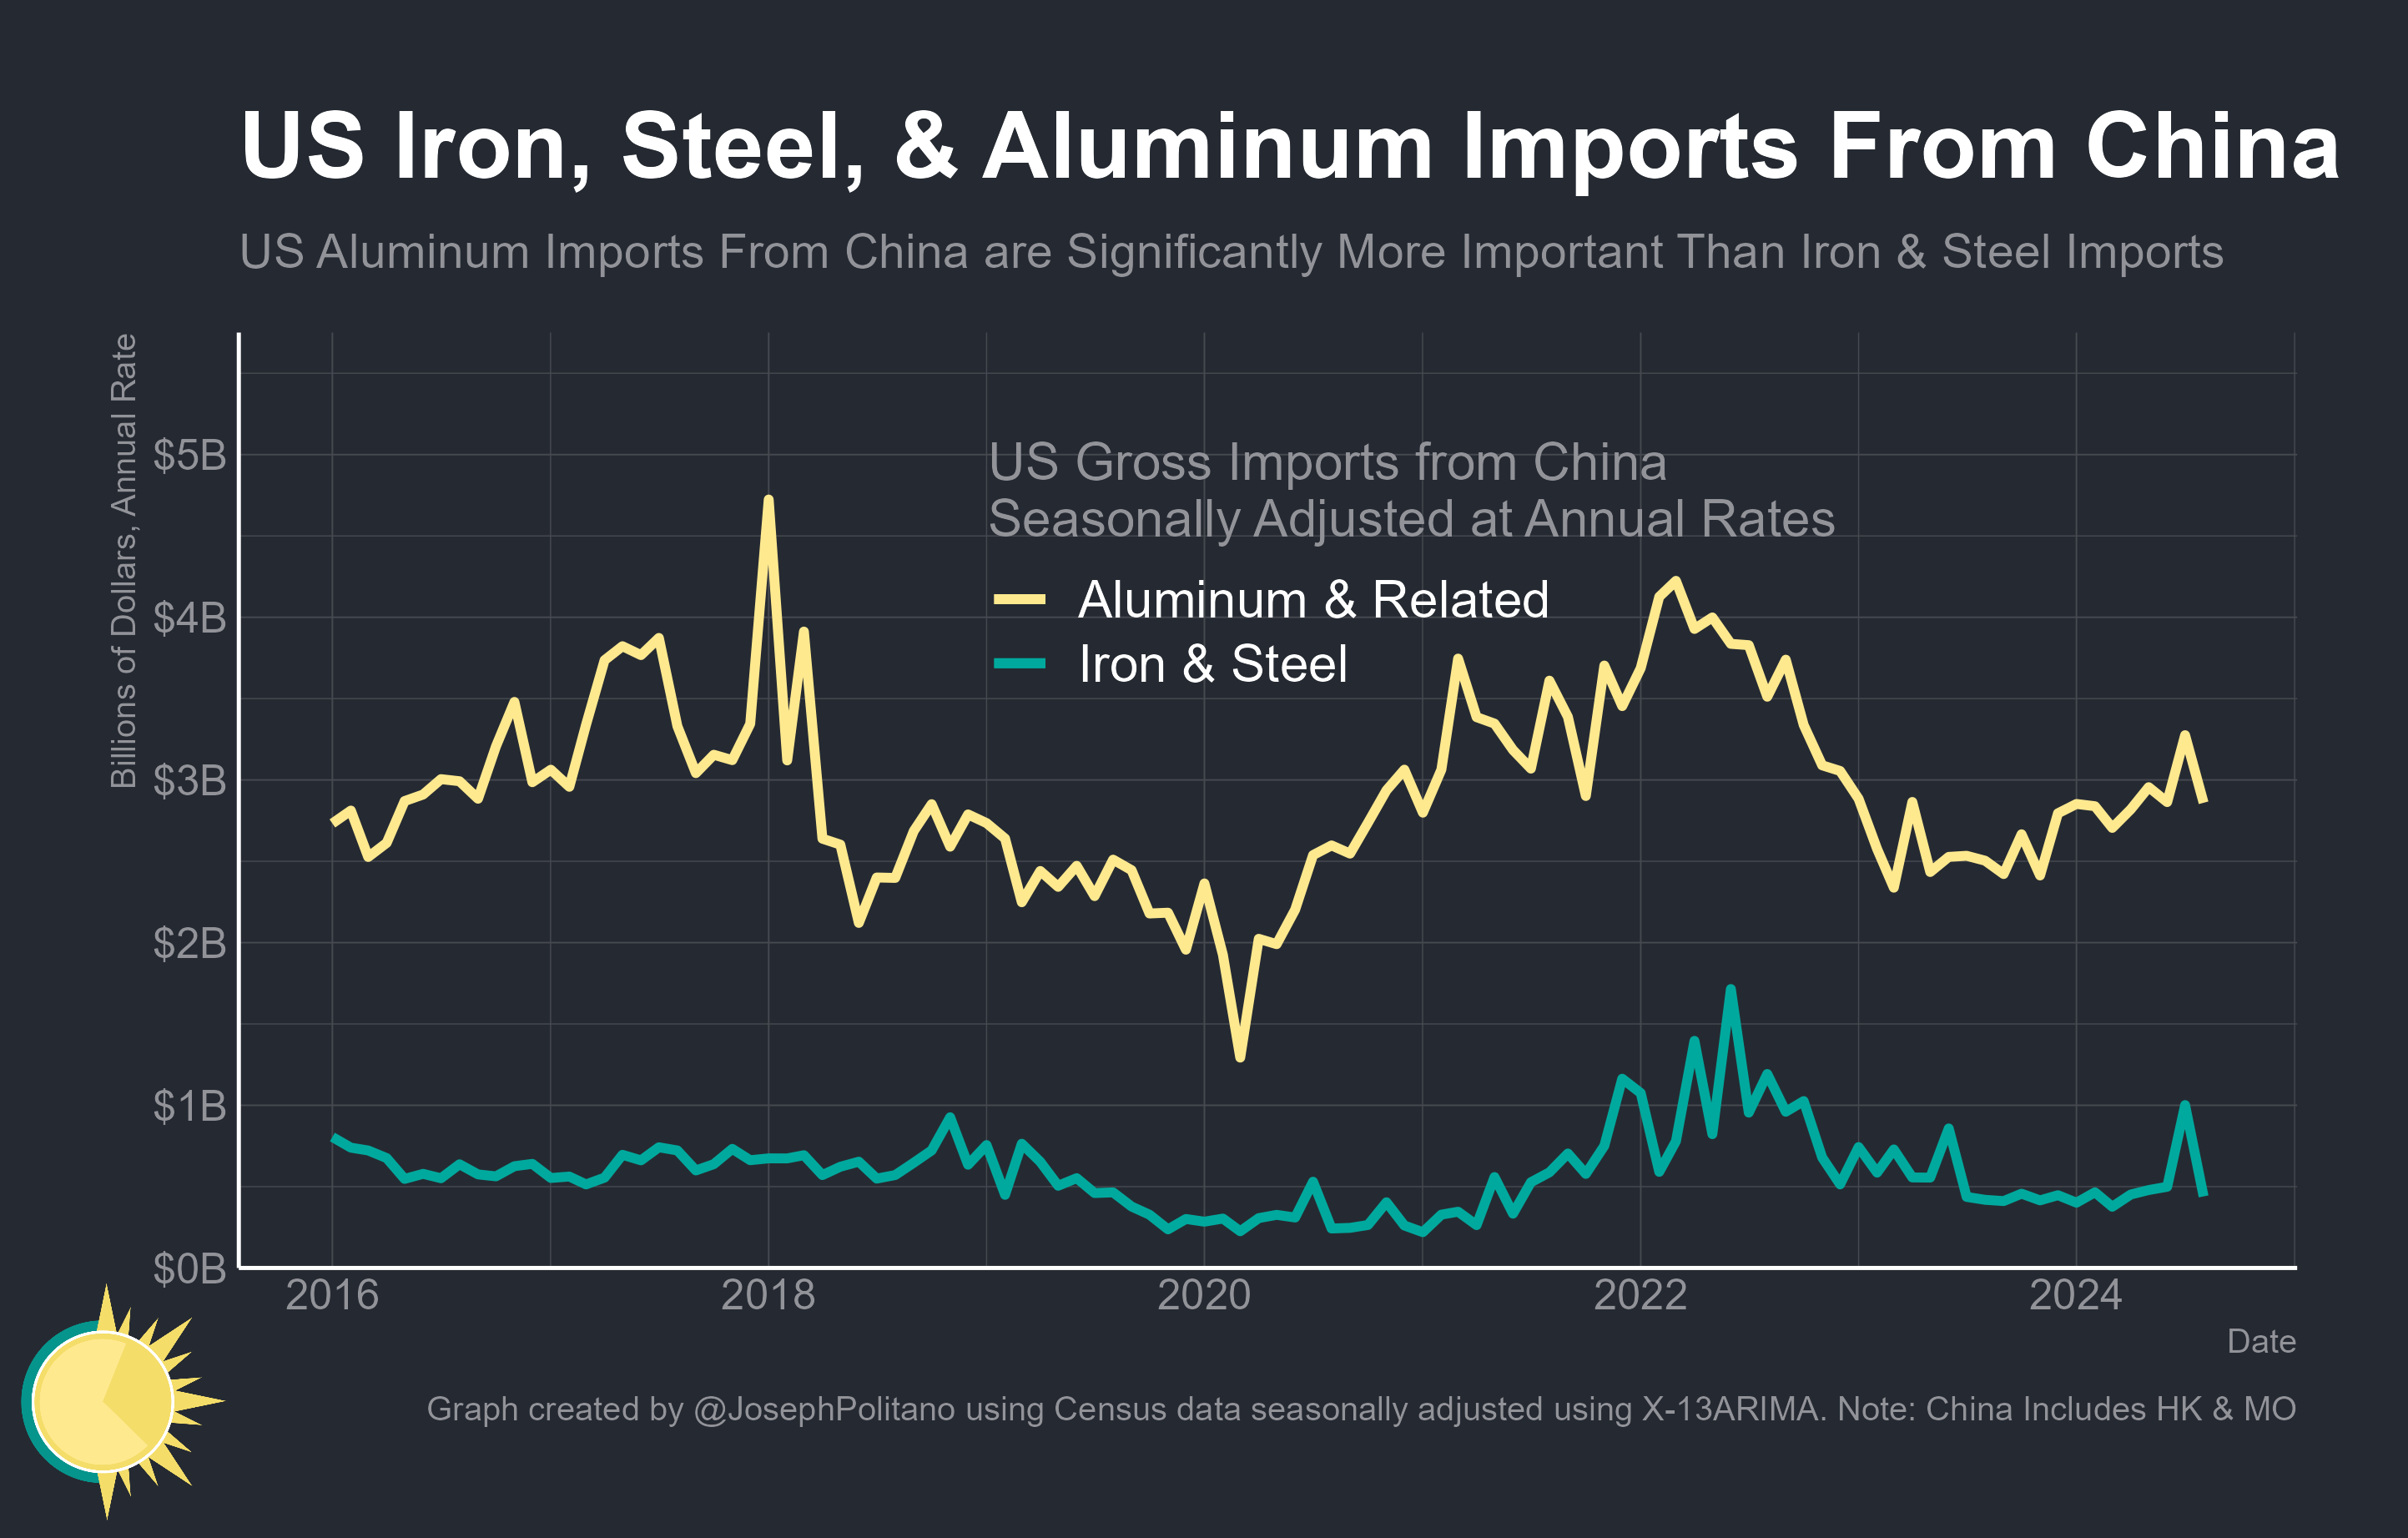 US Iron, Steel, & Aluminum Imports From China
US Aluminum Imports From China are Significantly More Important Than Iron & Steel Imports
Billions of Dollars, Annual Rate
$5B
$4B
$3B
$2B
$1B
$0B
US Gross Imports from China
Seasonally Adjusted at Annual Rates
Aluminum & Related
Iron & Steel
2016
2018
2020
2022
2024
Date
Graph created by @JosephPolitano using Census data seasonally adjusted using X-13ARIMA. Note: China Includes HK & MO